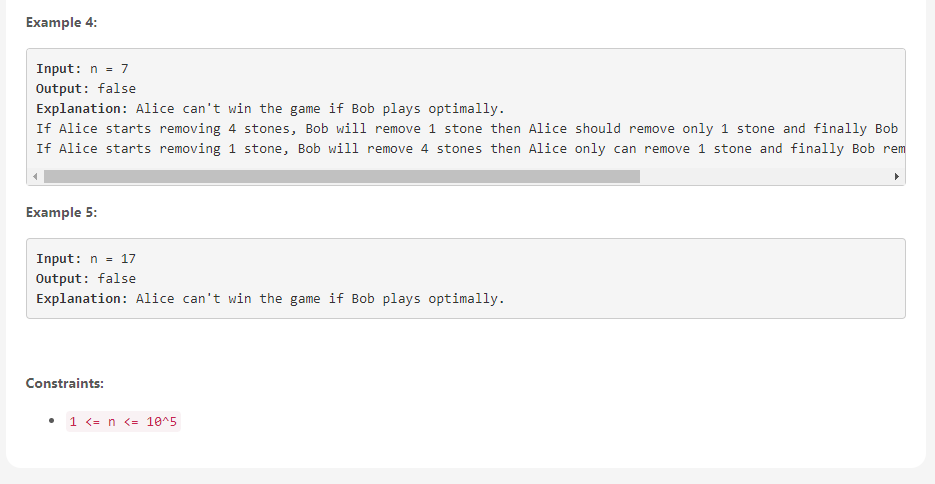 Example 4:
Input: n = 7
Output: false
Explanation: Alice can't win the game if Bob plays optimally.
If Alice starts removing 4 stones, Bob will remove 1 stone then Alice should remove only 1 stone and finally Bob
If Alice starts removing 1 stone, Bob will remove 4 stones then Alice only can remove 1 stone and finally Bob rem
Example 5:
Input: n = 17
Output: false
Explanation: Alice can't win the game if Bob plays optimally.
Constraints:
• 1 <= n <= 10^5